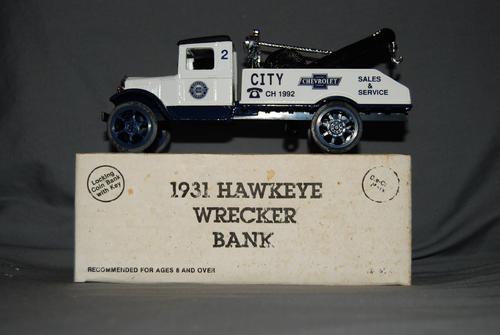 2
CITY CHEVROLET
☎ CH 1992
SALES
&
SERVICE
Locking
Coin Bank
with Key
1931 HAWKEYE
WRECKER
BANK
RECOMMENDED FOR AGES 8 AND OVER